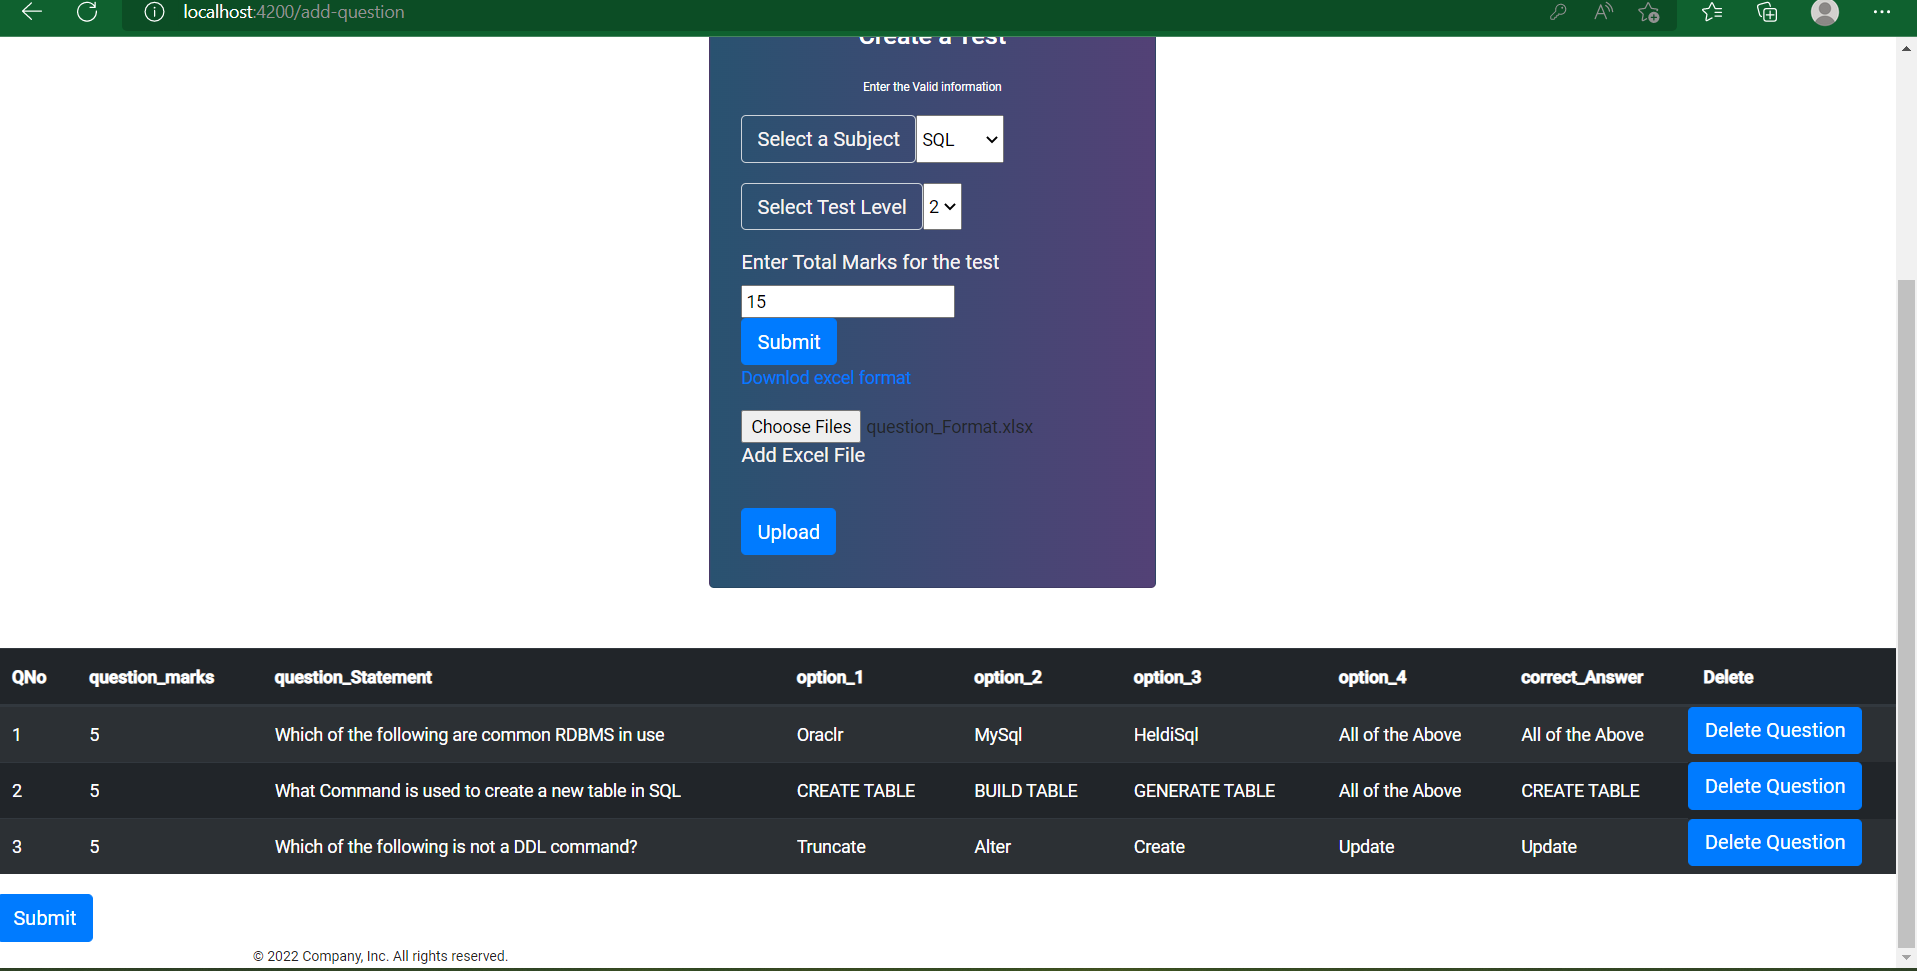 localhost:4200/add-question
Create a Test
Enter the Valid information
Select a Subject SQL
Select Test Level 2
Enter Total Marks for the test
15
Submit
Downlod excel format
Choose Files question_Format.xlsx
Add Excel File
Upload
QNo question_marks question_Statement option_1 option_2 option_3 option_4 correct_Answer Delete
1 5 Which of the following are common RDBMS in use Oraclr MySql HeldiSql All of the Above All of the Above Delete Question
2 5 What Command is used to create a new table in SQL CREATE TABLE BUILD TABLE GENERATE TABLE All of the Above CREATE TABLE Delete Question
3 5 Which of the following is not a DDL command? Truncate Alter Create Update Update Delete Question
Submit
© 2022 Company, Inc. All rights reserved.